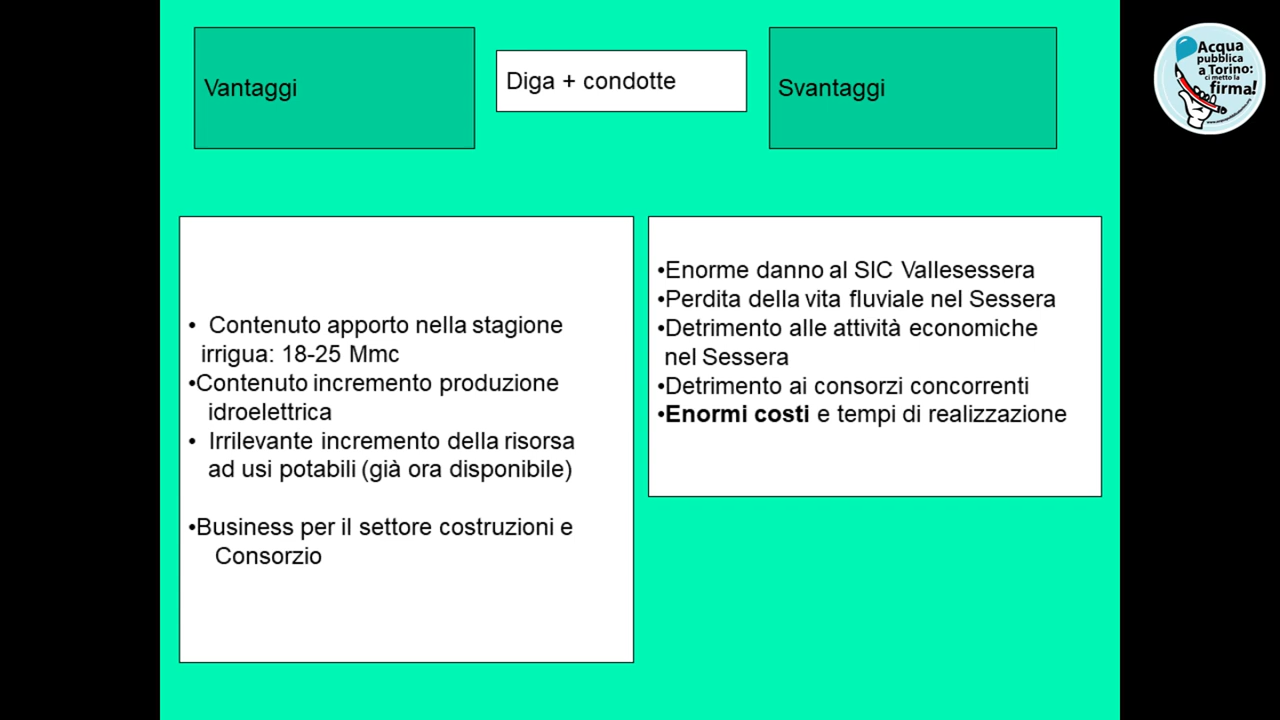 Vantaggi
Diga + condotte
Svantaggi
• Contenuto apporto nella stagione
irrigua: 18-25 Mmc
•Contenuto incremento produzione
idroelettrica
• Irrilevante incremento della risorsa
ad usi potabili (già ora disponibile)
•Business per il settore costruzioni e
Consorzio
•Enorme danno al SIC Vallesessera
•Perdita della vita fluviale nel Sessera
•Detrimento alle attività economiche
nel Sessera
•Detrimento ai consorzi concorrenti
•Enormi costi e tempi di realizzazione
Acqua
pubblica
a Torino:
ci metto la
firma!